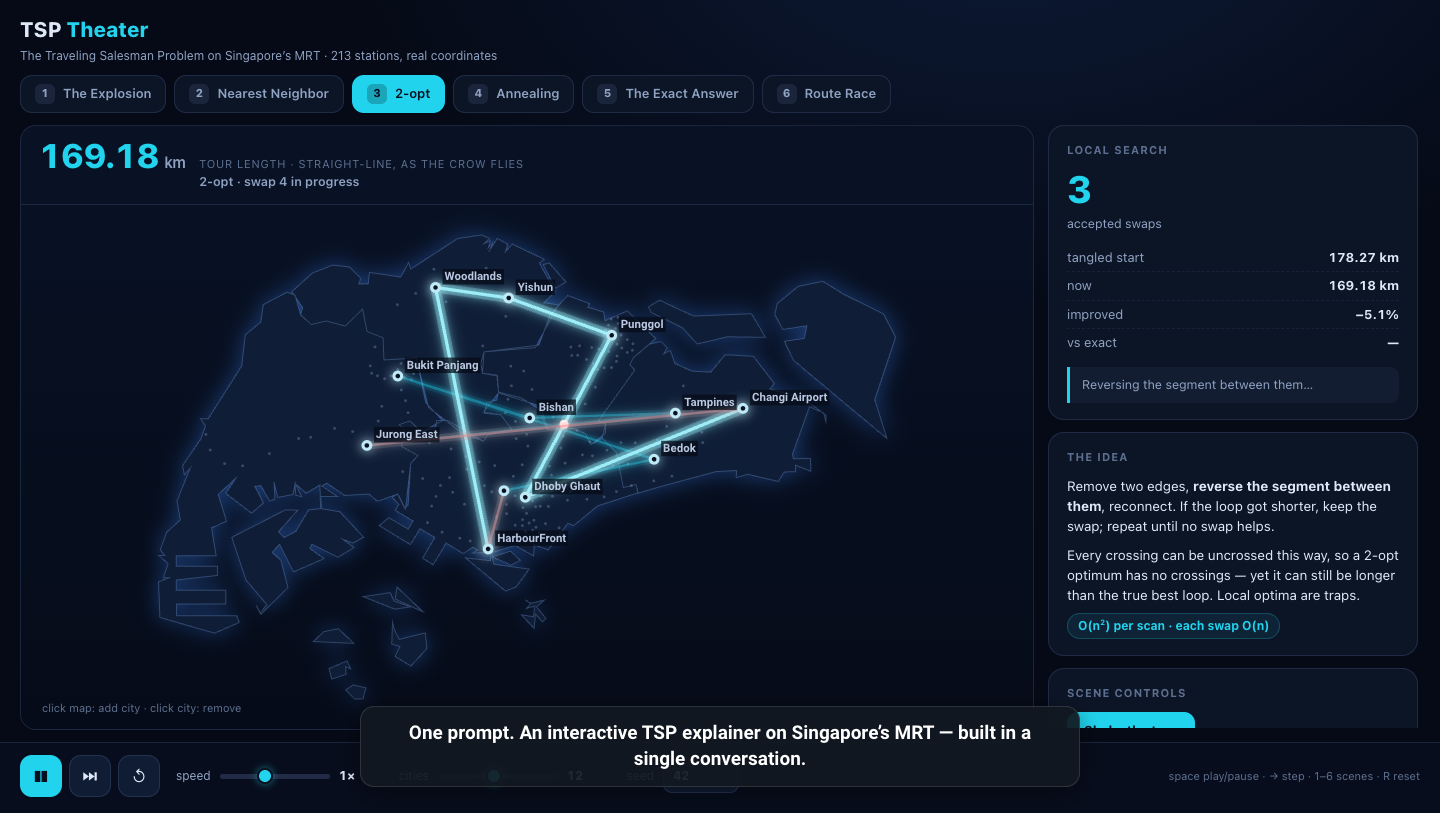 TSP Theater
The Traveling Salesman Problem on Singapore's MRT · 213 stations, real coordinates
1 The Explosion
2 Nearest Neighbor
3 2-opt
4 Annealing
5 The Exact Answer
6 Route Race
169.18 km
TOUR LENGTH · STRAIGHT-LINE, AS THE CROW FLIES
2-opt · swap 4 in progress
Woodlands
Yishun
Punggol
Bukit Panjang
Bishan
Tampines
Changi Airport
Jurong East
Bedok
Dhoby Ghaut
HarbourFront
click map: add city · click city: remove
LOCAL SEARCH
3
accepted swaps
tangled start 178.27 km
now 169.18 km
improved −5.1%
vs exact —
Reversing the segment between them…
THE IDEA
Remove two edges, reverse the segment between
them, reconnect. If the loop got shorter, keep the
swap; repeat until no swap helps.
Every crossing can be uncrossed this way, so a 2-opt
optimum has no crossings — yet it can still be longer
than the true best loop. Local optima are traps.
O(n²) per scan · each swap O(n)
SCENE CONTROLS
One prompt. An interactive TSP explainer on Singapore's MRT — built in a
single conversation.
speed 1× cities 12 seed 42
space play/pause · → step · 1–6 scenes · R reset